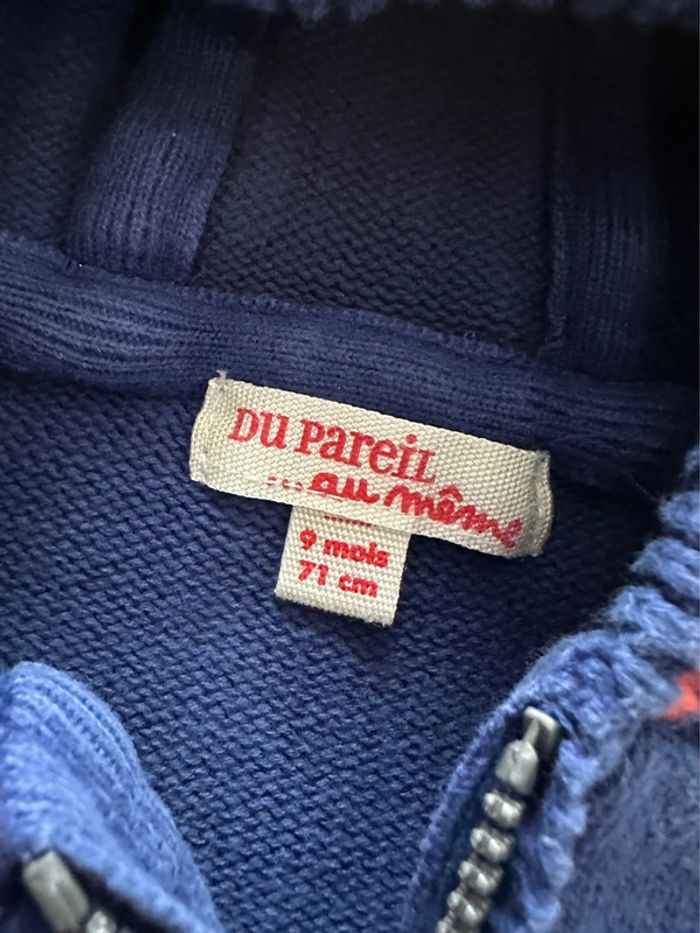 DU PAREIL
...au même
9 mois
71 cm